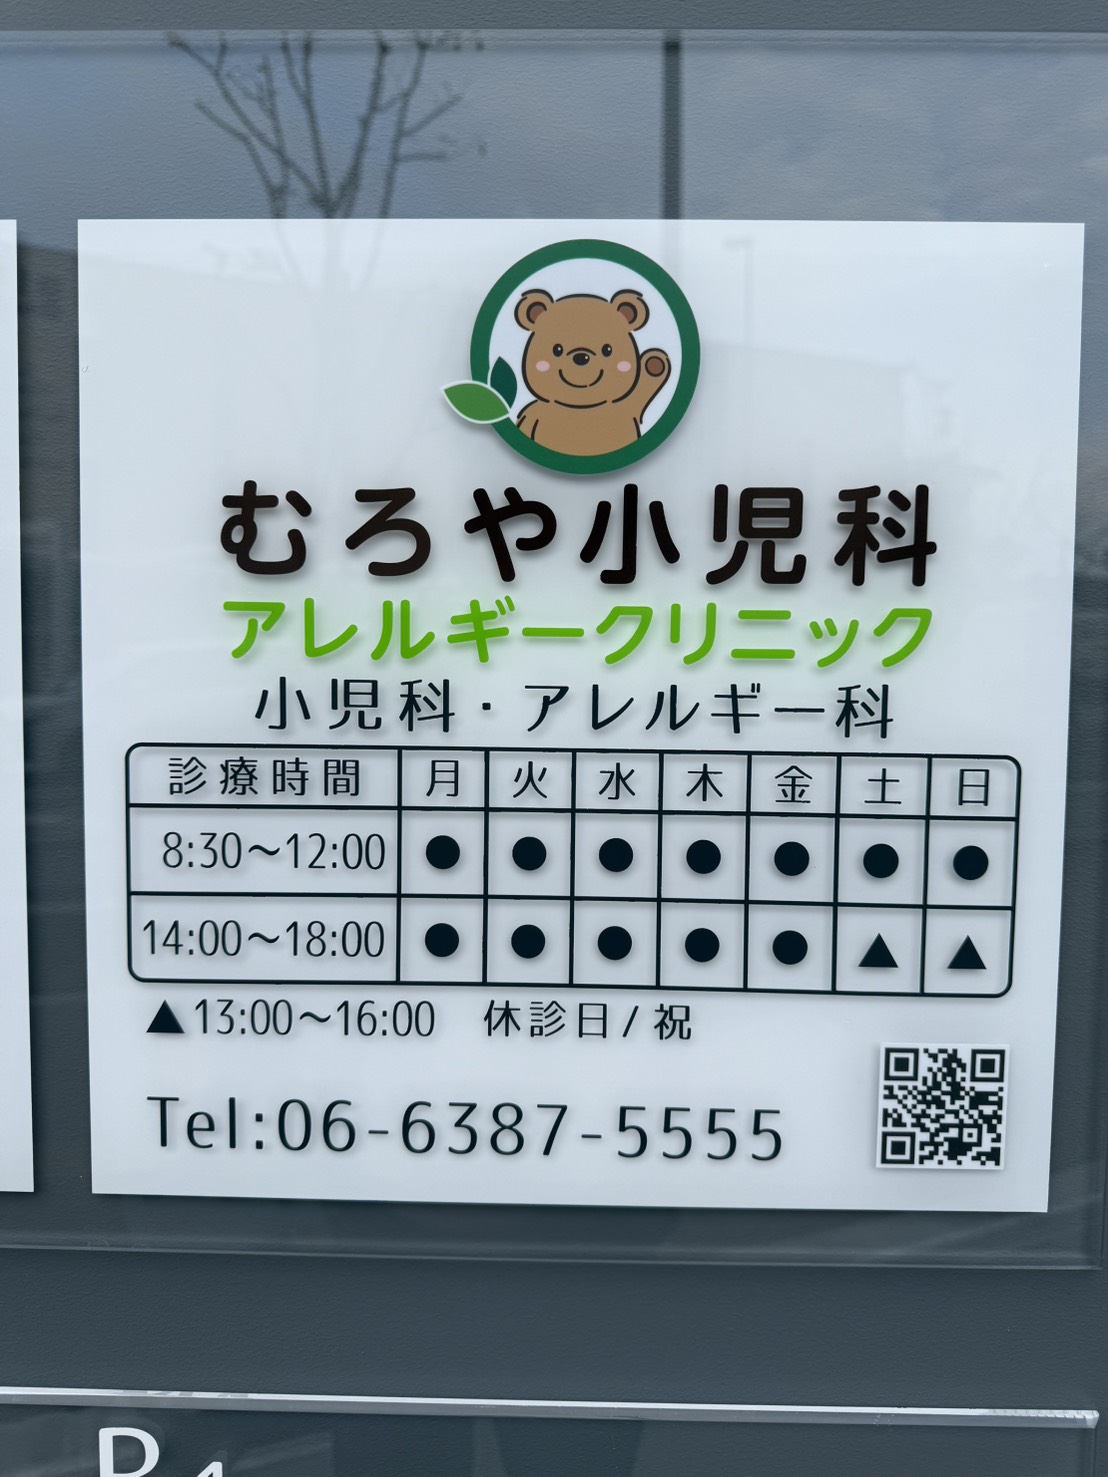 むろや小児科
アレルギークリニック
小児科・アレルギー科
診療時間 月 火 水 木 金 土 日
8:30〜12:00 ● ● ● ● ● ● ●
14:00〜18:00 ● ● ● ● ● ▲ ▲
▲13:00〜16:00 休診日/祝
Tel:06-6387-5555